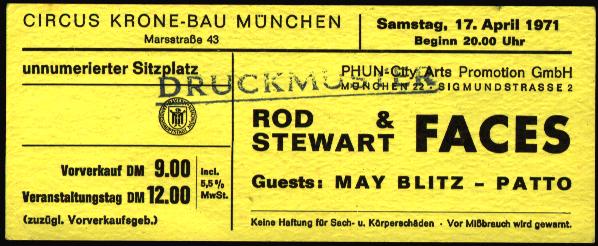 CIRCUS KRONE-BAU MÜNCHEN
Marsstraße 43
Samstag, 17. April 1971
Beginn 20.00 Uhr
unnumerierter Sitzplatz
DRUCKMUSTER
PHUN-City Arts Promotion GmbH
MÜNCHEN 22 · SIGMUNDSTRASSE 2
ROD & STEWART FACES
Guests: MAY BLITZ - PATTO
Vorverkauf DM 9.00
Veranstaltungstag DM 12.00
incl.
5,5%
MwSt.
(zuzügl. Vorverkaufsgeb.)
Keine Haftung für Sach- u. Körperschäden · Vor Mißbrauch wird gewarnt.